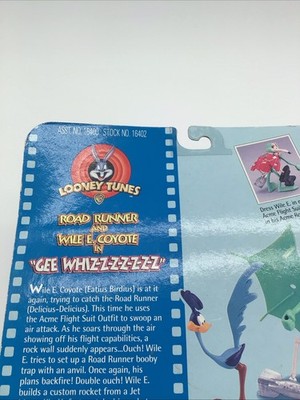 ASST NO. 16400 STOCK NO. 16402
LOONEY TUNES
ROAD RUNNER
AND
WILE E. COYOTE
IN
"GEE WHIZ-Z-Z-Z-Z-Z"
Wile E. Coyote (Eatius Birdius) is at it
again, trying to catch the Road Runner
(Delicius-Delicius). This time he uses
the Acme Flight Suit Outfit to swoop an
air attack. As he soars through the air
showing off his flight capabilities, a
rock wall suddenly appears...Ouch! Wile
E. tries to set up a Road Runner booby
trap with an anvil. Once again, his
plans backfire! Double ouch! Wile E.
builds a custom rocket from a Jet
Dress Wile E.
Acme Flight Suit